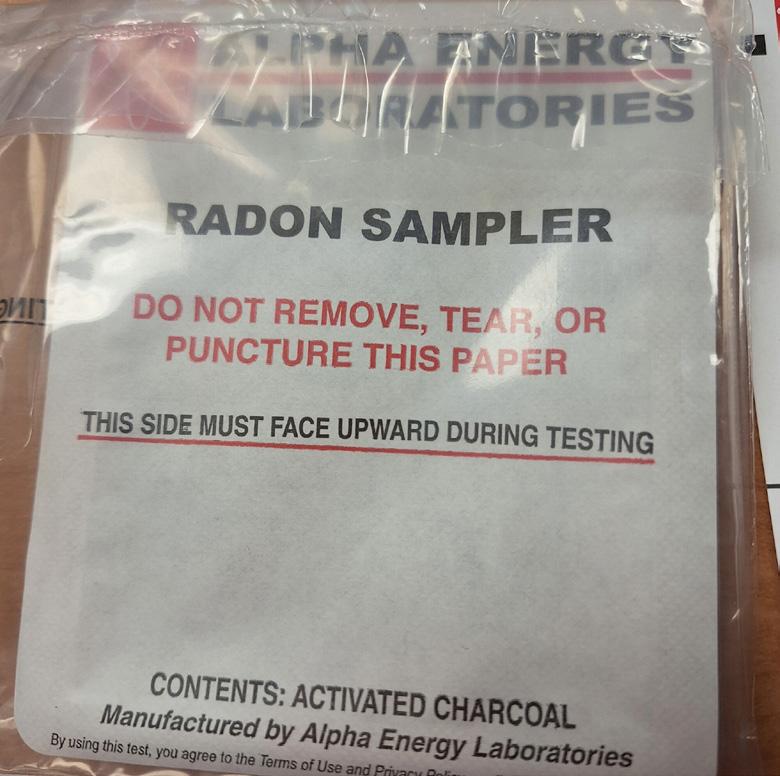 ALPHA ENERGY
LABORATORIES
RADON SAMPLER
DO NOT REMOVE, TEAR, OR
PUNCTURE THIS PAPER
THIS SIDE MUST FACE UPWARD DURING TESTING
CONTENTS: ACTIVATED CHARCOAL
Manufactured by Alpha Energy Laboratories
By using this test, you agree to the Terms of Use and Privacy